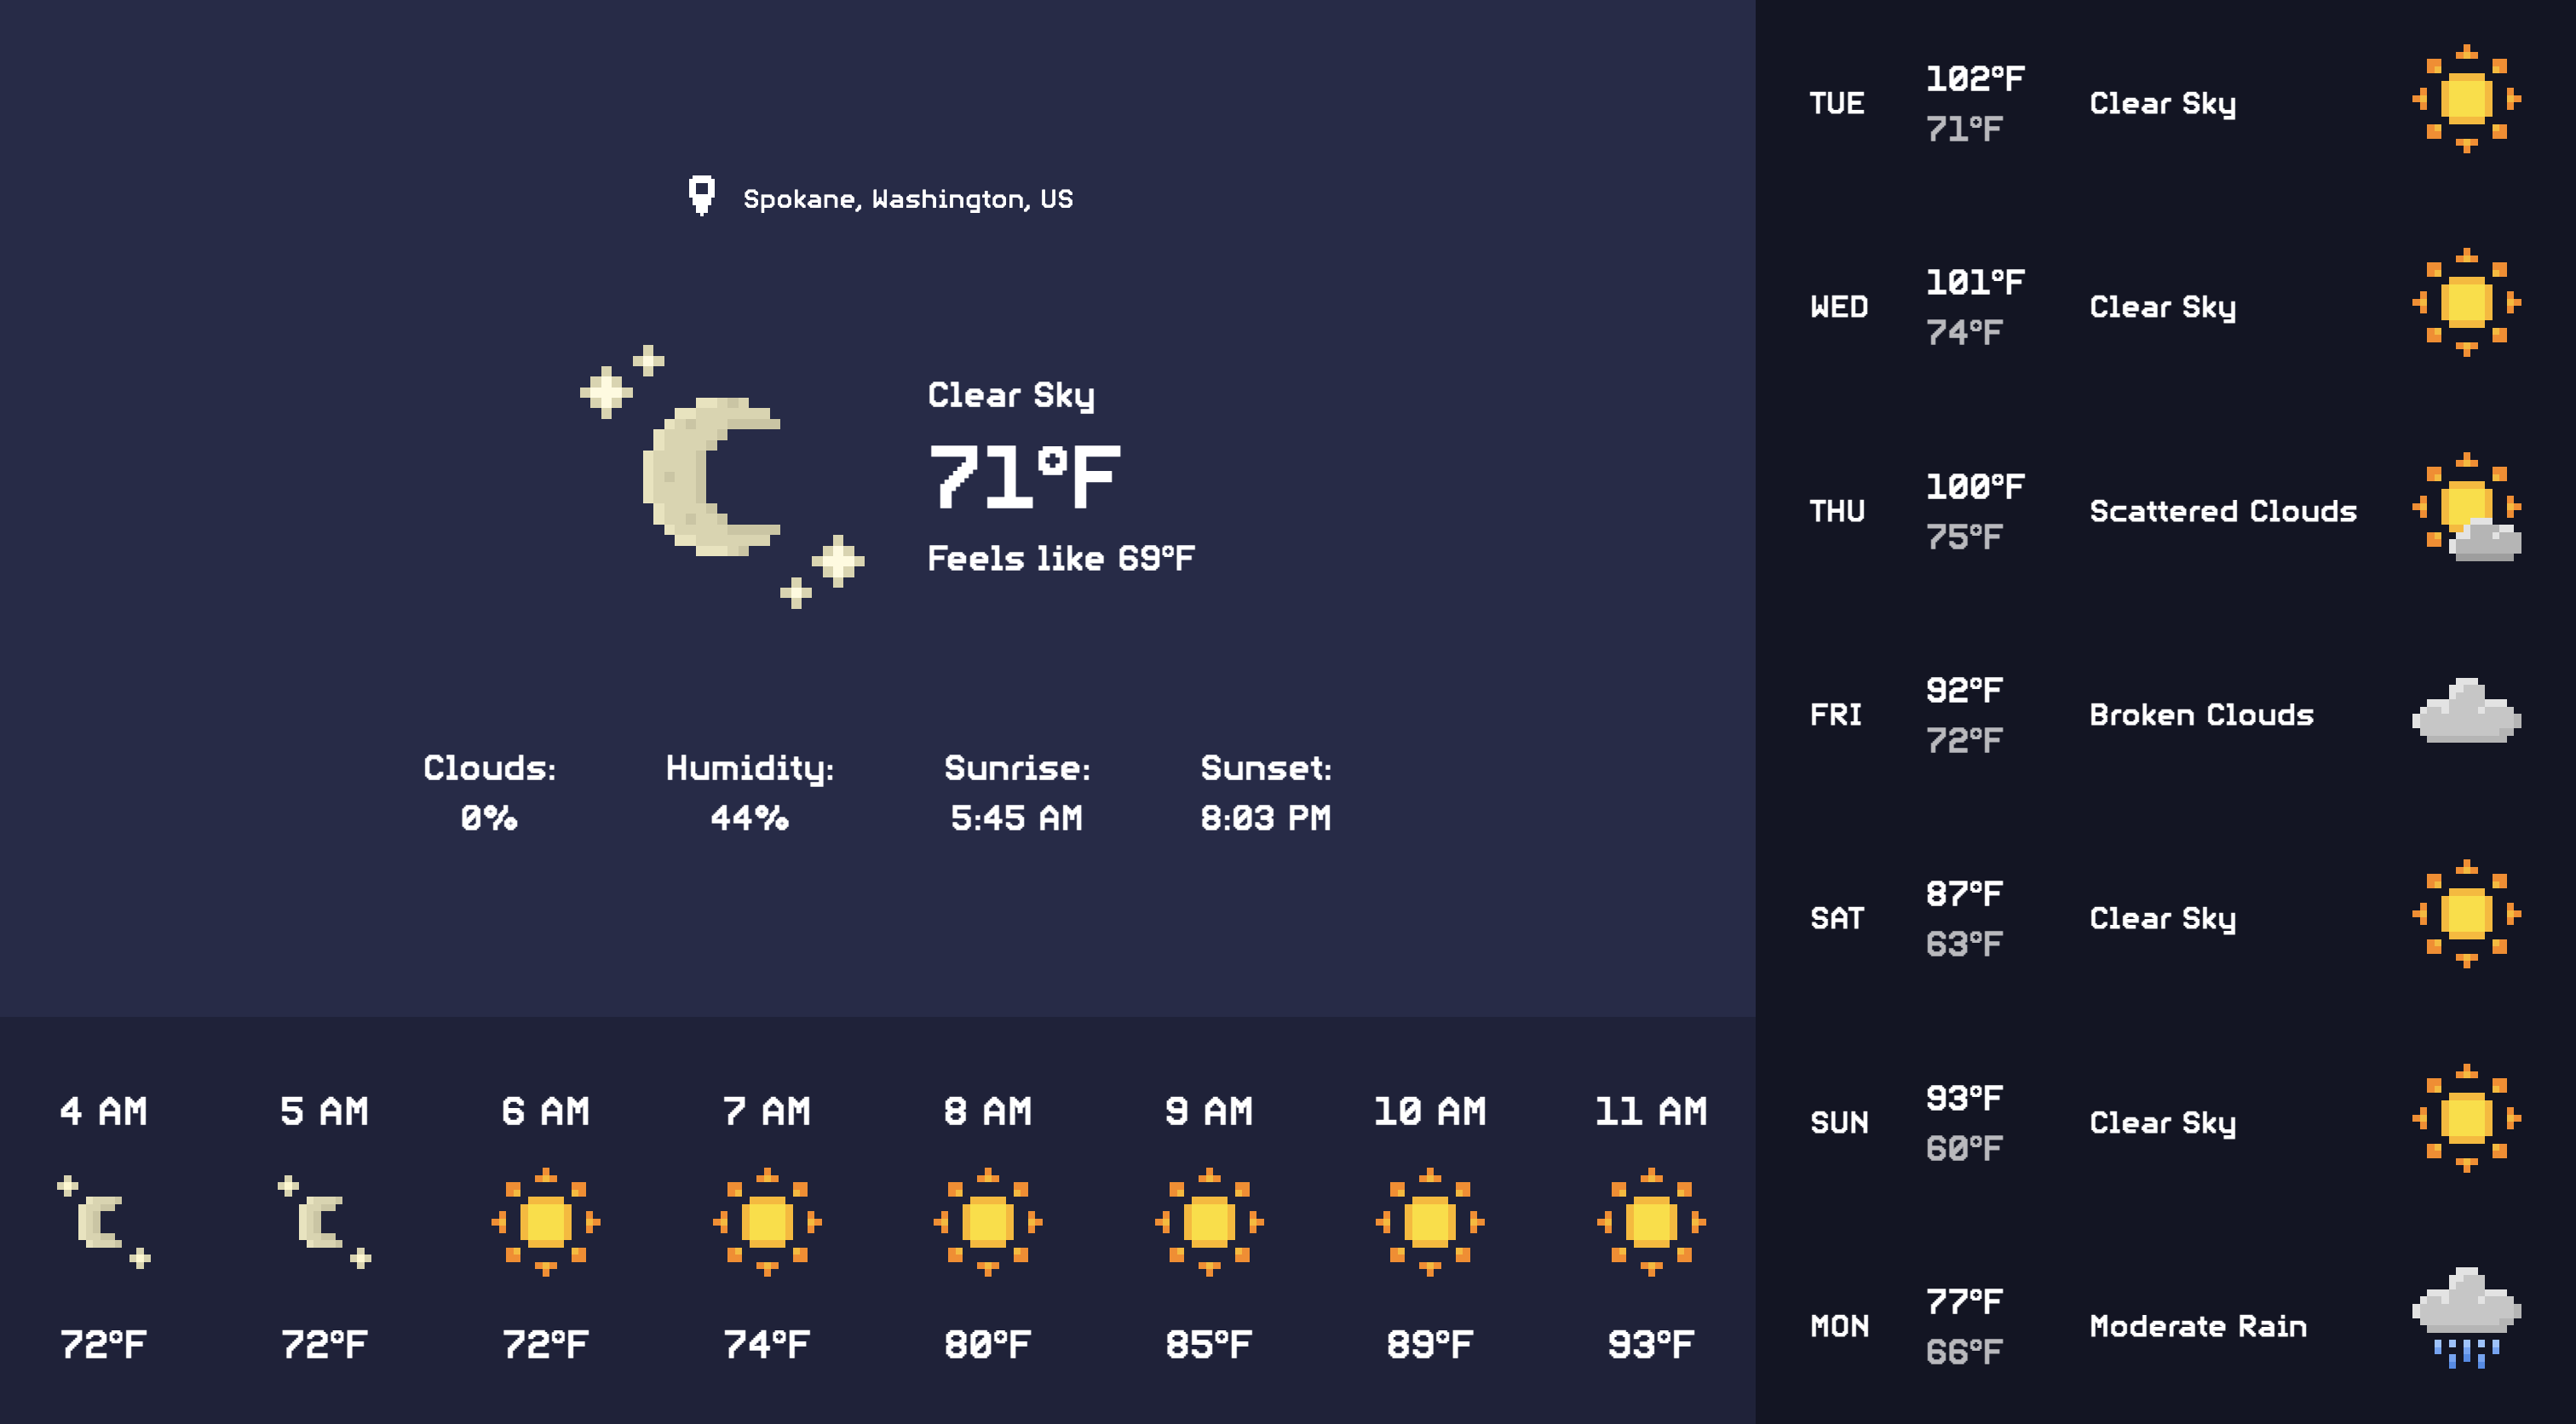 Spokane, Washington, US
Clear Sky
71°F
Feels like 69°F
Clouds: Humidity: Sunrise: Sunset:
0% 44% 5:45 AM 8:03 PM
4 AM 5 AM 6 AM 7 AM 8 AM 9 AM 10 AM 11 AM
72°F 72°F 72°F 74°F 80°F 85°F 89°F 93°F
TUE 102°F Clear Sky
71°F
WED 101°F Clear Sky
74°F
THU 100°F Scattered Clouds
75°F
FRI 92°F Broken Clouds
72°F
SAT 87°F Clear Sky
63°F
SUN 93°F Clear Sky
60°F
MON 77°F Moderate Rain
66°F